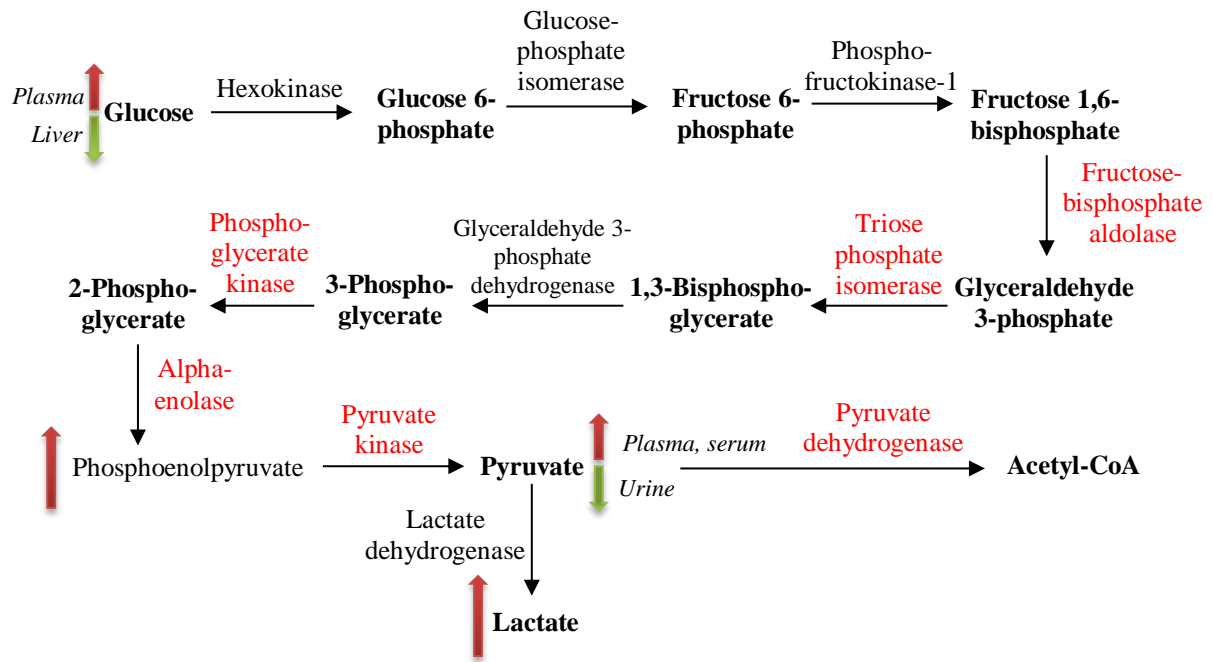 Plasma
Liver
Glucose
Hexokinase
Glucose 6-
phosphate
Glucose-
phosphate
isomerase
Fructose 6-
phosphate
Phospho-
fructokinase-1
Fructose 1,6-
bisphosphate
Fructose-
bisphosphate
aldolase
Glyceraldehyde
3-phosphate
Triose
phosphate
isomerase
1,3-Bisphospho-
glycerate
Glyceraldehyde 3-
phosphate
dehydrogenase
3-Phospho-
glycerate
Phospho-
glycerate
kinase
2-Phospho-
glycerate
Alpha-
enolase
Phosphoenolpyruvate
Pyruvate
kinase
Pyruvate
Plasma, serum
Urine
Pyruvate
dehydrogenase
Acetyl-CoA
Lactate
dehydrogenase
Lactate